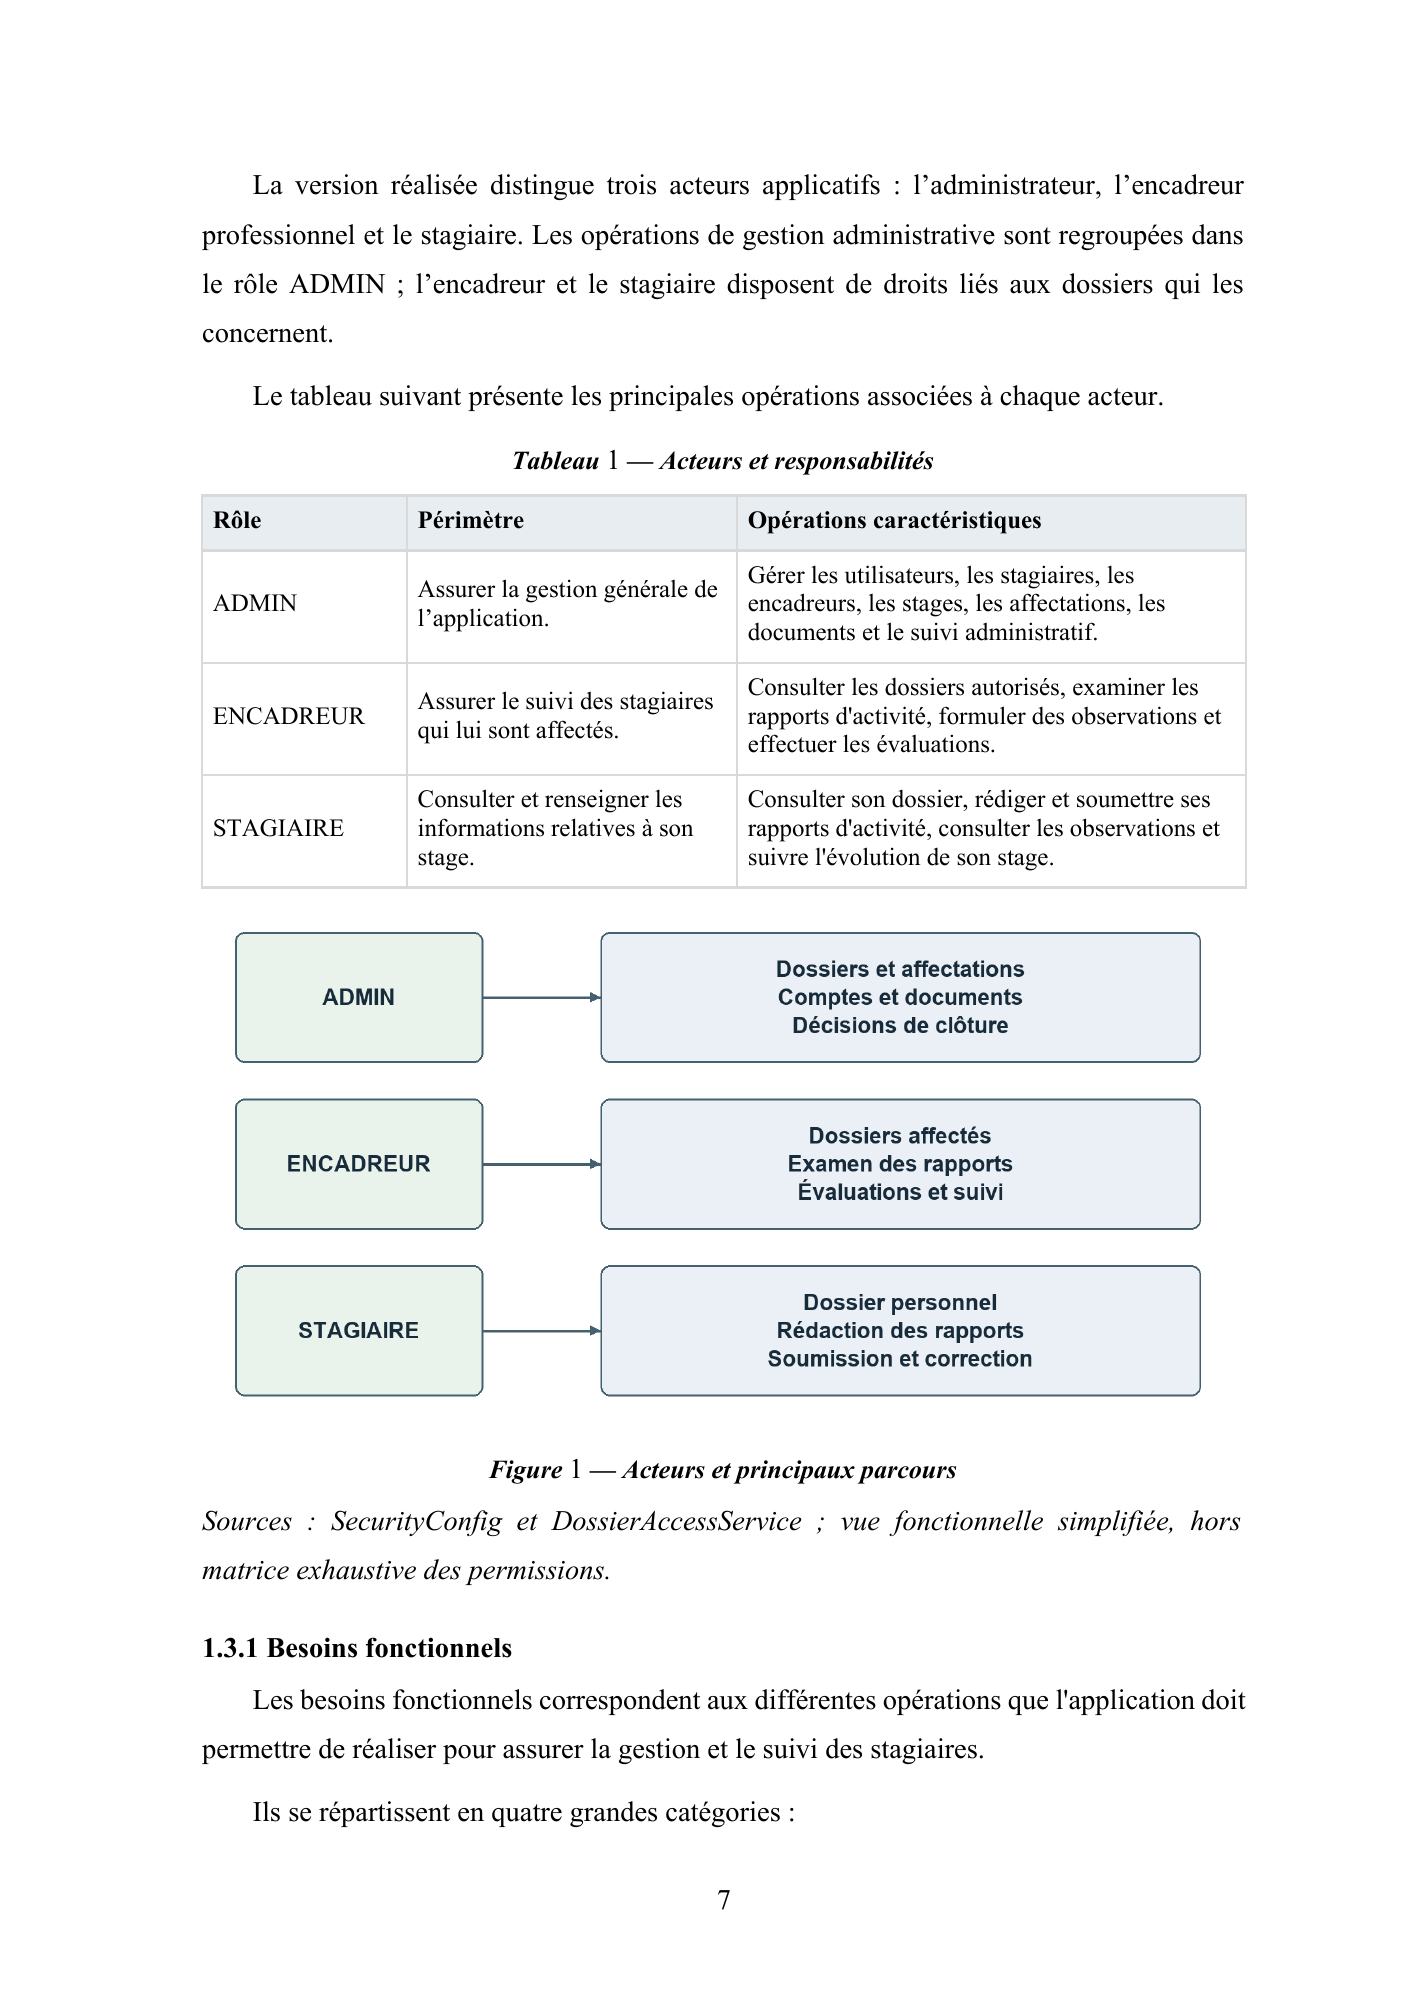 La version réalisée distingue trois acteurs applicatifs : l’administrateur, l’encadreur
professionnel et le stagiaire. Les opérations de gestion administrative sont regroupées dans
le rôle ADMIN ; l’encadreur et le stagiaire disposent de droits liés aux dossiers qui les
concernent.
Le tableau suivant présente les principales opérations associées à chaque acteur.
Tableau 1 — Acteurs et responsabilités
Rôle Périmètre Opérations caractéristiques
ADMIN
Assurer la gestion générale de
l’application.
Gérer les utilisateurs, les stagiaires, les
encadreurs, les stages, les affectations, les
documents et le suivi administratif.
ENCADREUR
Assurer le suivi des stagiaires
qui lui sont affectés.
Consulter les dossiers autorisés, examiner les
rapports d'activité, formuler des observations et
effectuer les évaluations.
STAGIAIRE
Consulter et renseigner les
informations relatives à son
stage.
Consulter son dossier, rédiger et soumettre ses
rapports d'activité, consulter les observations et
suivre l'évolution de son stage.
ADMIN
Dossiers et affectations
Comptes et documents
Décisions de clôture
ENCADREUR
Dossiers affectés
Examen des rapports
Évaluations et suivi
STAGIAIRE
Dossier personnel
Rédaction des rapports
Soumission et correction
Figure 1 — Acteurs et principaux parcours
Sources : SecurityConfig et DossierAccessService ; vue fonctionnelle simplifiée, hors
matrice exhaustive des permissions.
1.3.1 Besoins fonctionnels
Les besoins fonctionnels correspondent aux différentes opérations que l'application doit
permettre de réaliser pour assurer la gestion et le suivi des stagiaires.
Ils se répartissent en quatre grandes catégories :
7